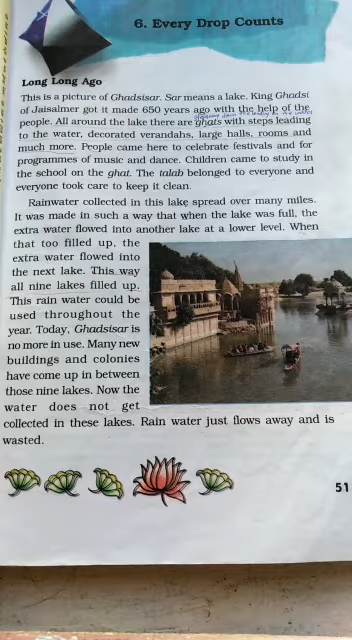 6. Every Drop Counts
Long Long Ago
This is a picture of Ghadsisar. Sar means a lake. King Ghadsi
of Jaisalmer got it made 650 years ago with the help of the
people. All around the lake there are ghats with steps leading
to the water, decorated verandahs, large halls, rooms and
much more. People came here to celebrate festivals and for
programmes of music and dance. Children came to study in
the school on the ghat. The talab belonged to everyone and
everyone took care to keep it clean.
Rainwater collected in this lake spread over many miles.
It was made in such a way that when the lake was full, the
extra water flowed into another lake at a lower level. When
that too filled up, the
extra water flowed into
the next lake. This way
all nine lakes filled up.
This rain water could be
used throughout the
year. Today, Ghadsisar is
no more in use. Many new
buildings and colonies
have come up in between
those nine lakes. Now the
water does not get
collected in these lakes. Rain water just flows away and is
wasted.
51